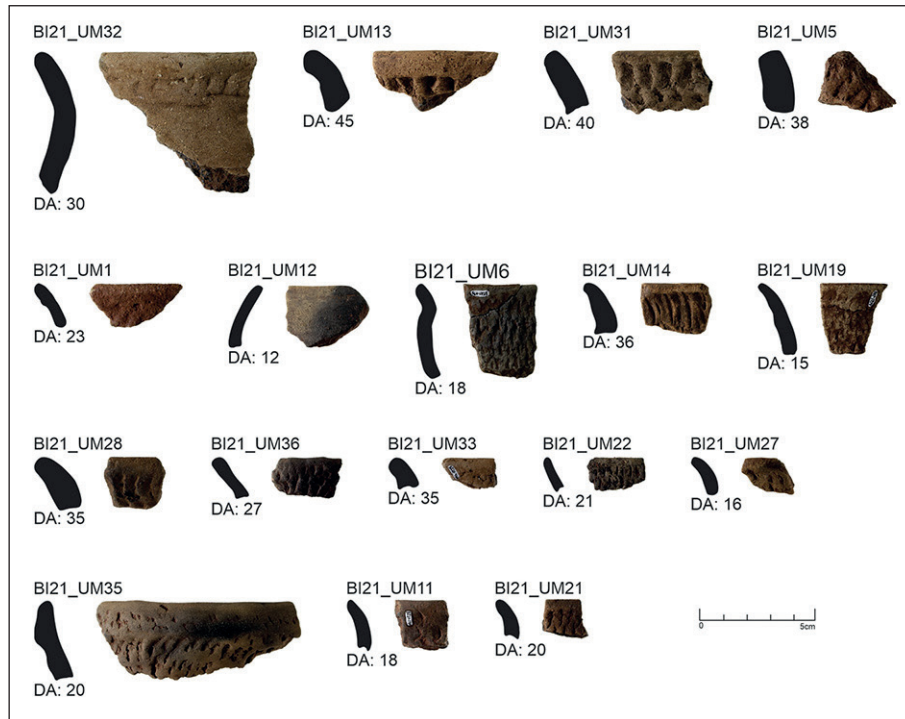 BI21_UM32
DA: 30
BI21_UM13
DA: 45
BI21_UM31
DA: 40
BI21_UM5
DA: 38
BI21_UM1
DA: 23
BI21_UM12
DA: 12
BI21_UM6
DA: 18
BI21_UM14
DA: 36
BI21_UM19
DA: 15
BI21_UM28
DA: 35
BI21_UM36
DA: 27
BI21_UM33
DA: 35
BI21_UM22
DA: 21
BI21_UM27
DA: 16
BI21_UM35
DA: 20
BI21_UM11
DA: 18
BI21_UM21
DA: 20
0 5cm